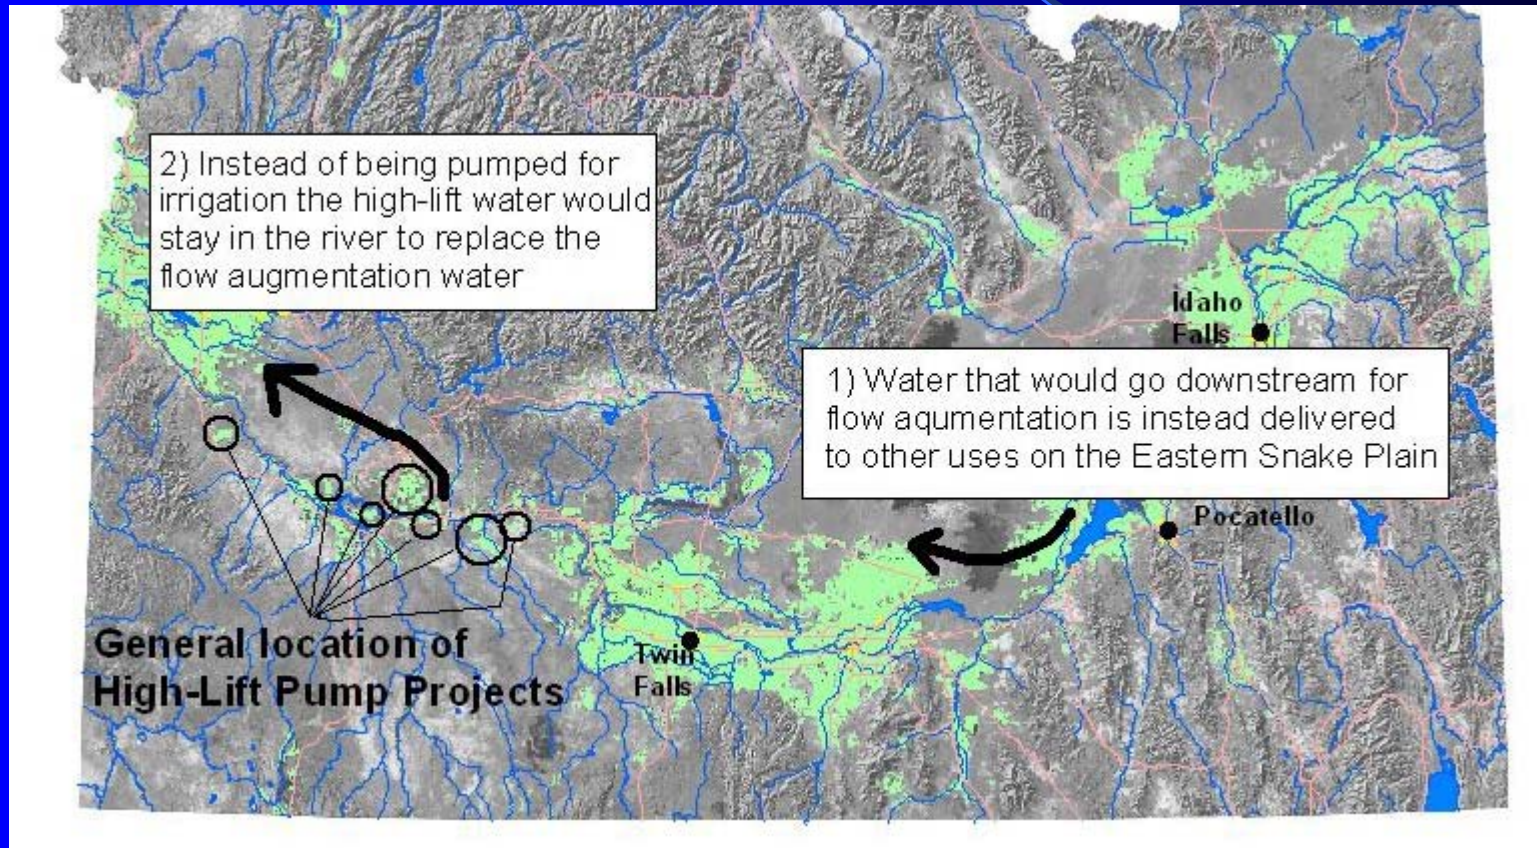 2) Instead of being pumped for
irrigation the high-lift water would
stay in the river to replace the
flow augmentation water
Idaho
Falls
1) Water that would go downstream for
flow aqumentation is instead delivered
to other uses on the Eastern Snake Plain
Pocatello
General location of
High-Lift Pump Projects
Twin
Falls